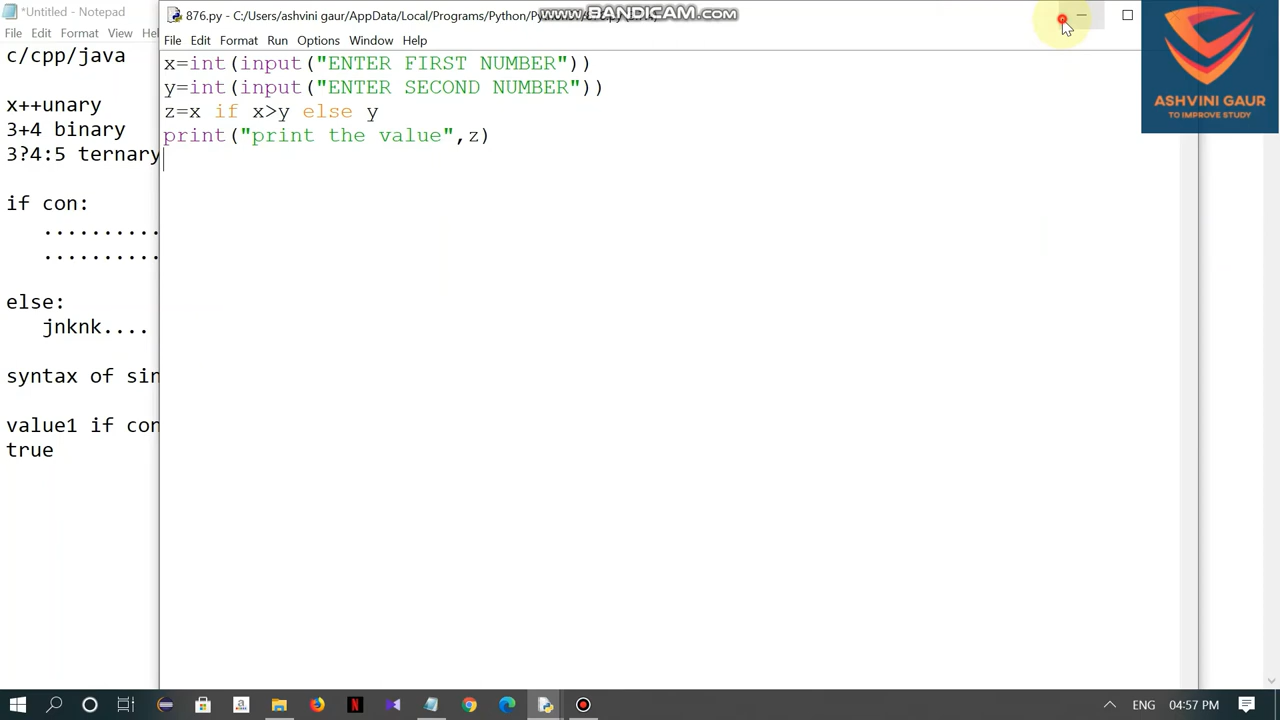 *Untitled - Notepad
File Edit Format View
c/cpp/java
x++unary
3+4 binary
3?4:5 ternary
if con:
...........
...........
else:
jnknk....
syntax of
value1 if
true
876.py - C:/Users/ashvini gaur/AppData/Local/Programs/Python/
www.BANDICAM.com
File Edit Format Run Options Window Help
x=int(input("ENTER FIRST NUMBER"))
y=int(input("ENTER SECOND NUMBER"))
z=x if x>y else y
print("print the value",z)
ASHVINI GAUR
TO IMPROVE STUDY
ENG 04:57 PM